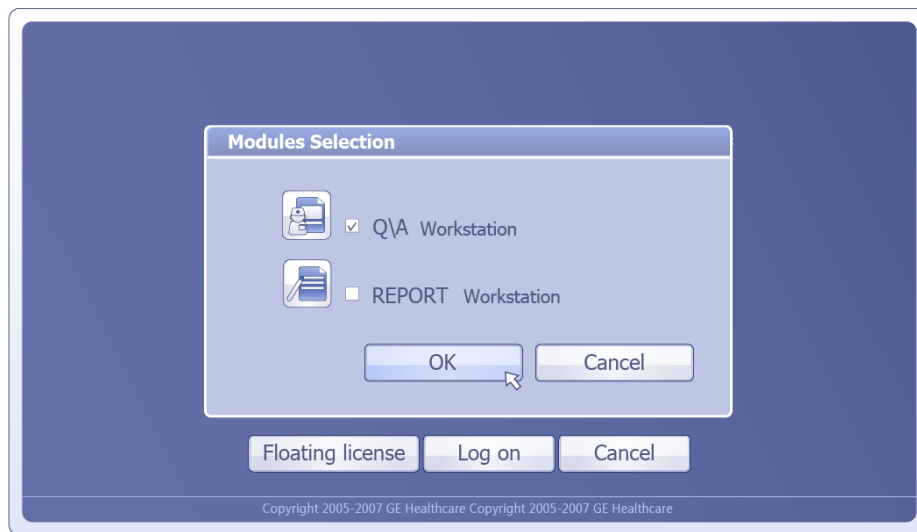 Modules Selection
Q\A Workstation
REPORT Workstation
OK Cancel
Floating license Log on Cancel
Copyright 2005-2007 GE Healthcare Copyright 2005-2007 GE Healthcare